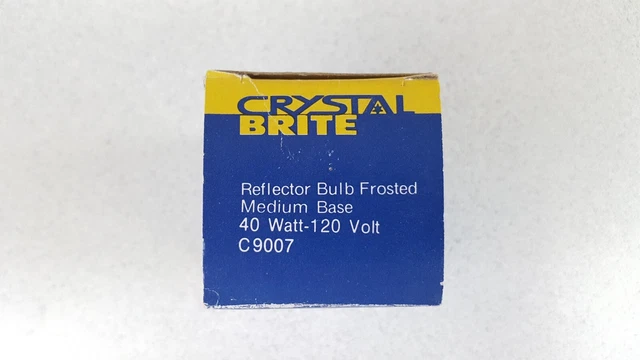 CRYSTAL
BRITE
Reflector Bulb Frosted
Medium Base
40 Watt-120 Volt
C9007